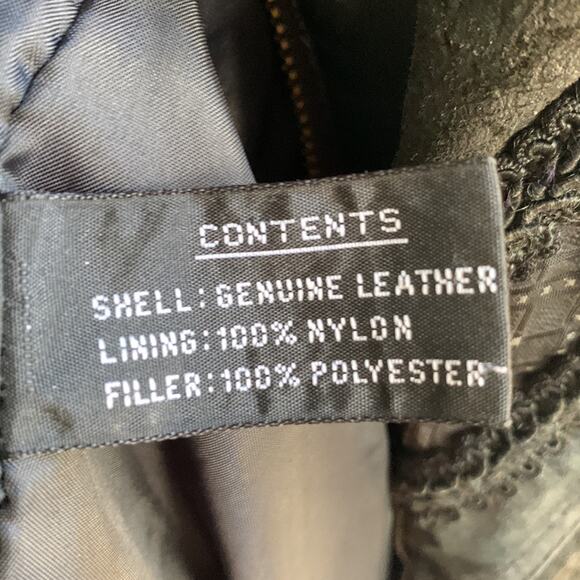 CONTENTS
SHELL: GENUINE LEATHER
LINING: 100% NYLON
FILLER: 100% POLYESTER